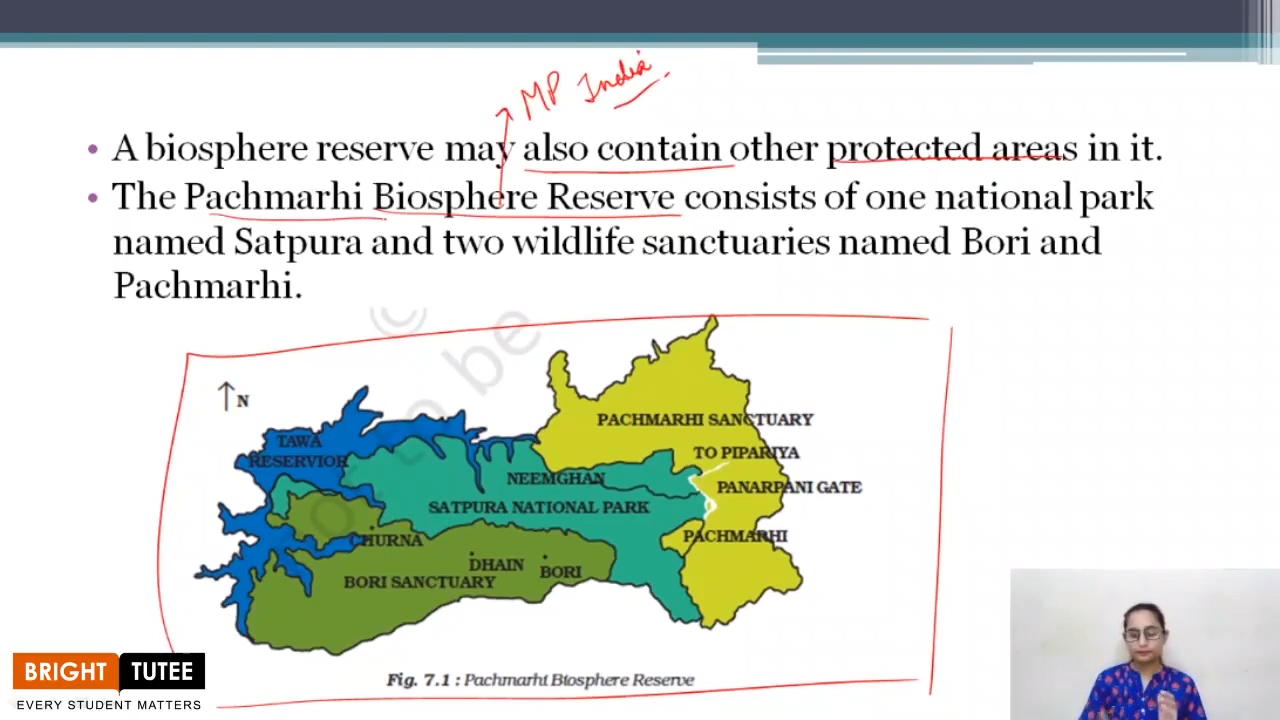 MP India
• A biosphere reserve may also contain other protected areas in it.
• The Pachmarhi Biosphere Reserve consists of one national park
named Satpura and two wildlife sanctuaries named Bori and
Pachmarhi.
©
to be
N
PACHMARHI SANCTUARY
TAWA
RESERVIOR
TO PIPARIYA
NEEMGHAN
PANARPANI GATE
SATPURA NATIONAL PARK
PACHMARHI
CHURNA
DHAIN
BORI
BORI SANCTUARY
Fig. 7.1 : Pachmarhi Biosphere Reserve
BRIGHT TUTEE
EVERY STUDENT MATTERS